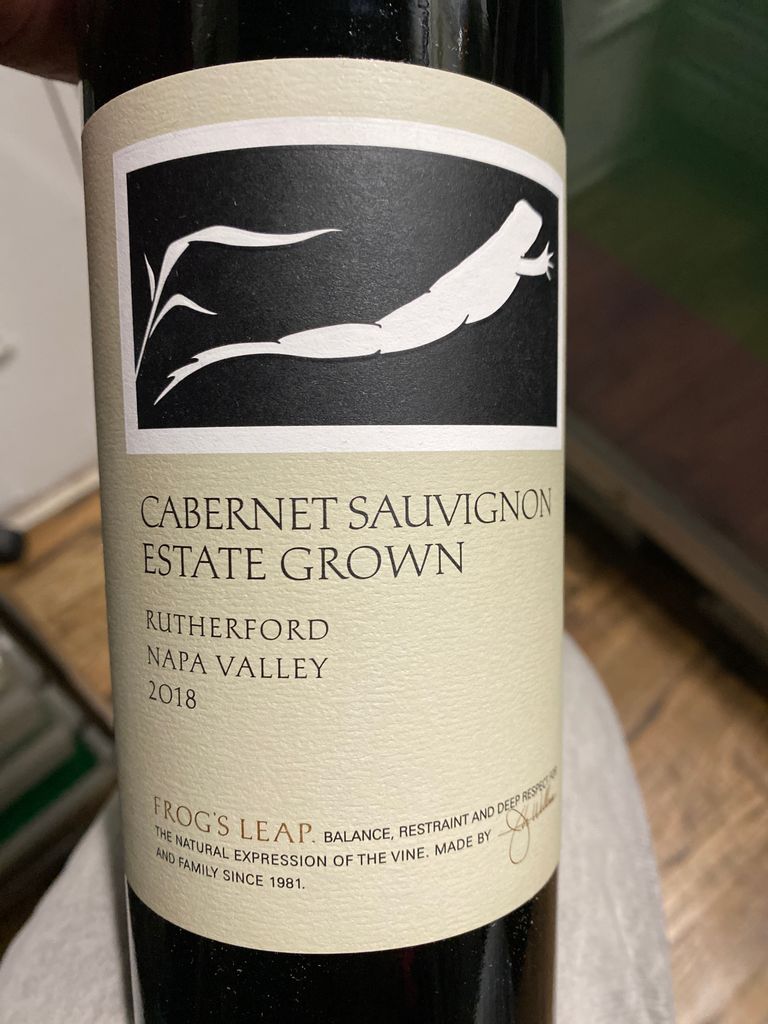 CABERNET SAUVIGNON
ESTATE GROWN
RUTHERFORD
NAPA VALLEY
2018
FROG'S LEAP. BALANCE, RESTRAINT AND DEEP RESPECT FOR
THE NATURAL EXPRESSION OF THE VINE. MADE BY
AND FAMILY SINCE 1981.